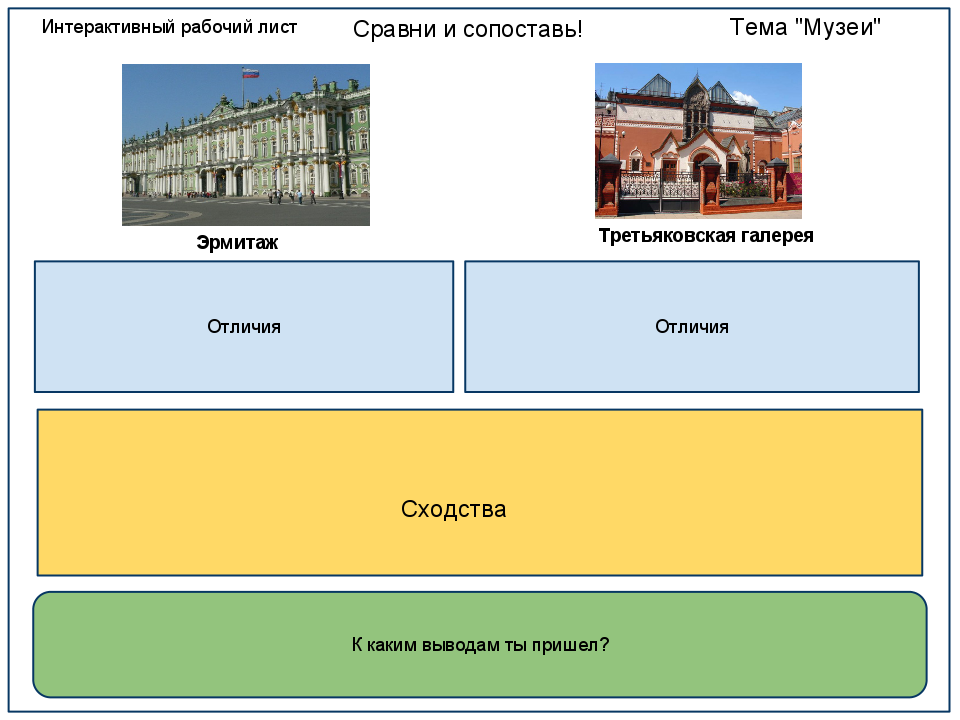 Интерактивный рабочий лист
Сравни и сопоставь!
Тема "Музеи"
Эрмитаж
Третьяковская галерея
Отличия
Отличия
Сходства
К каким выводам ты пришел?